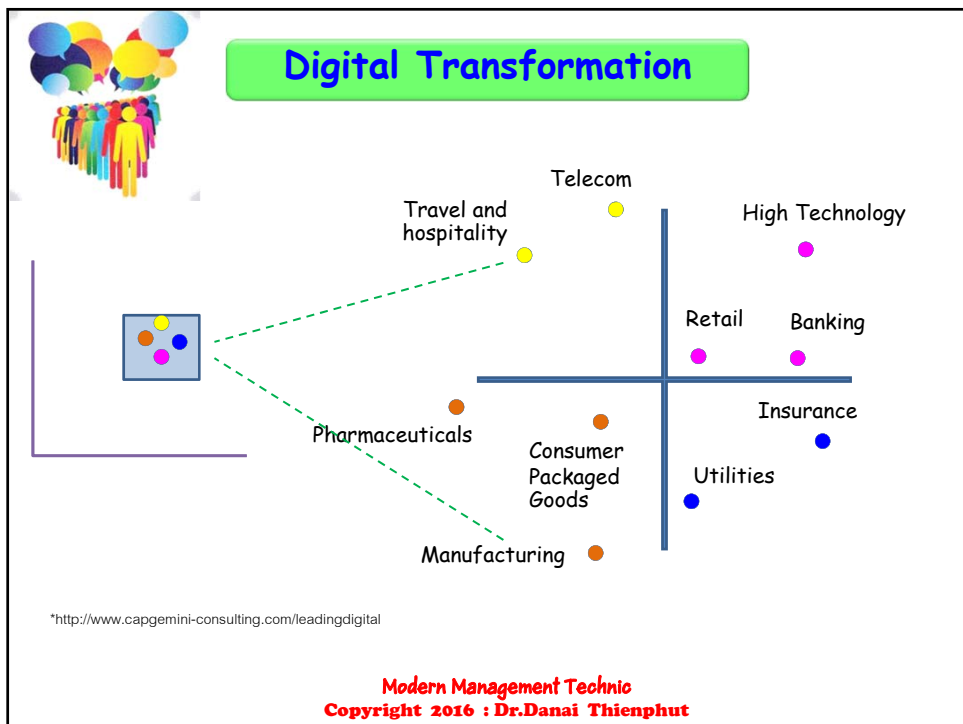 Digital Transformation
Telecom
Travel and
hospitality
High Technology
Retail
Banking
Pharmaceuticals
Consumer
Packaged
Goods
Insurance
Utilities
Manufacturing
*http://www.capgemini-consulting.com/leadingdigital
Modern Management Technic
Copyright 2016 : Dr.Danai Thienphut